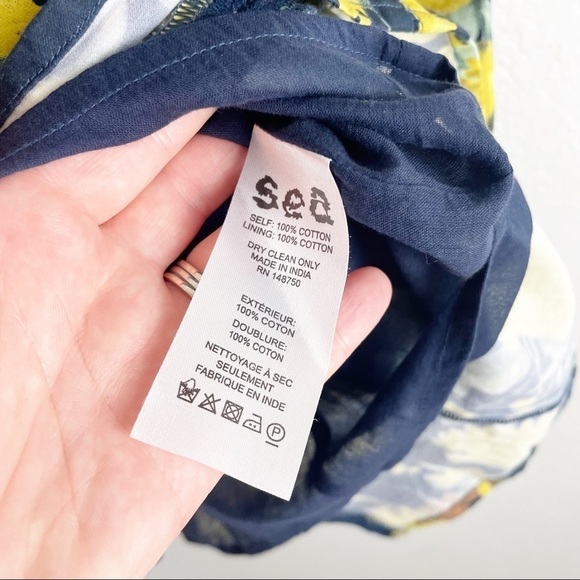 sea
SELF: 100% COTTON
LINING: 100% COTTON
DRY CLEAN ONLY
MADE IN INDIA
RN 148750
EXTÉRIEUR:
100% COTON
DOUBLURE:
100% COTON
NETTOYAGE À SEC
SEULEMENT
FABRIQUE EN INDE
P